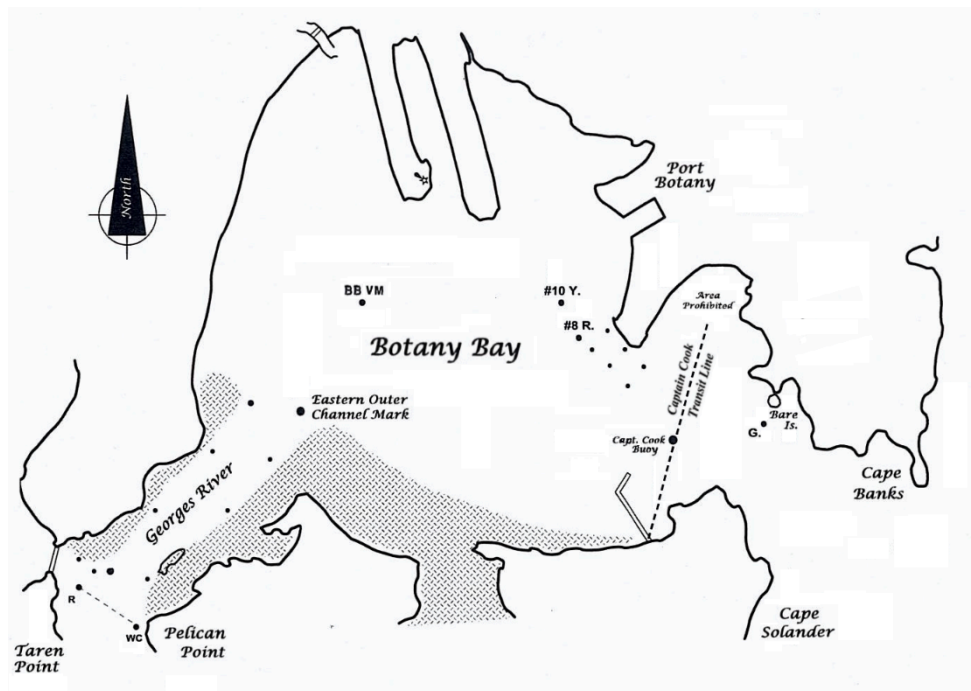 North
Port
Botany
BB VM
#10 Y.
Area
Prohibited
#8 R.
Botany Bay
Captain Cook
Transit Line
Eastern Outer
Channel Mark
Bare
Is.
G.
Capt. Cook
Buoy
Georges River
Cape
Banks
R
WC
Pelican
Point
Cape
Solander
Taren
Point